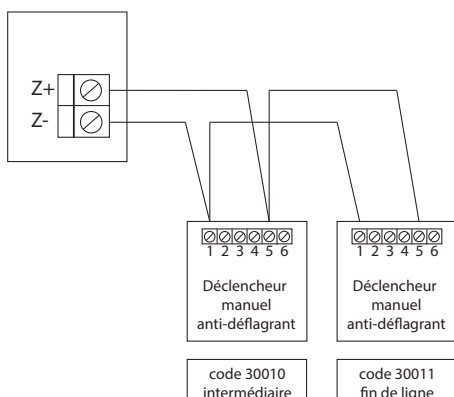 Z+
Z-
1 2 3 4 5 6
1 2 3 4 5 6
Déclencheur
manuel
anti-déflagrant
Déclencheur
manuel
anti-déflagrant
code 30010
intermédiaire
code 30011
fin de ligne